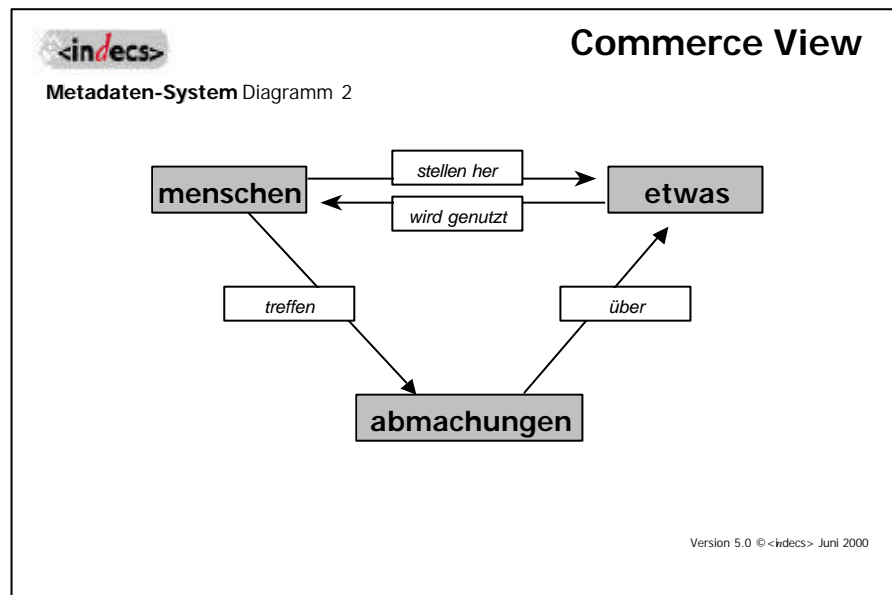 <indecs>
Commerce View
Metadaten-System Diagramm 2
stellen her
menschen
etwas
wird genutzt
treffen
über
abmachungen
Version 5.0 © <indecs> Juni 2000